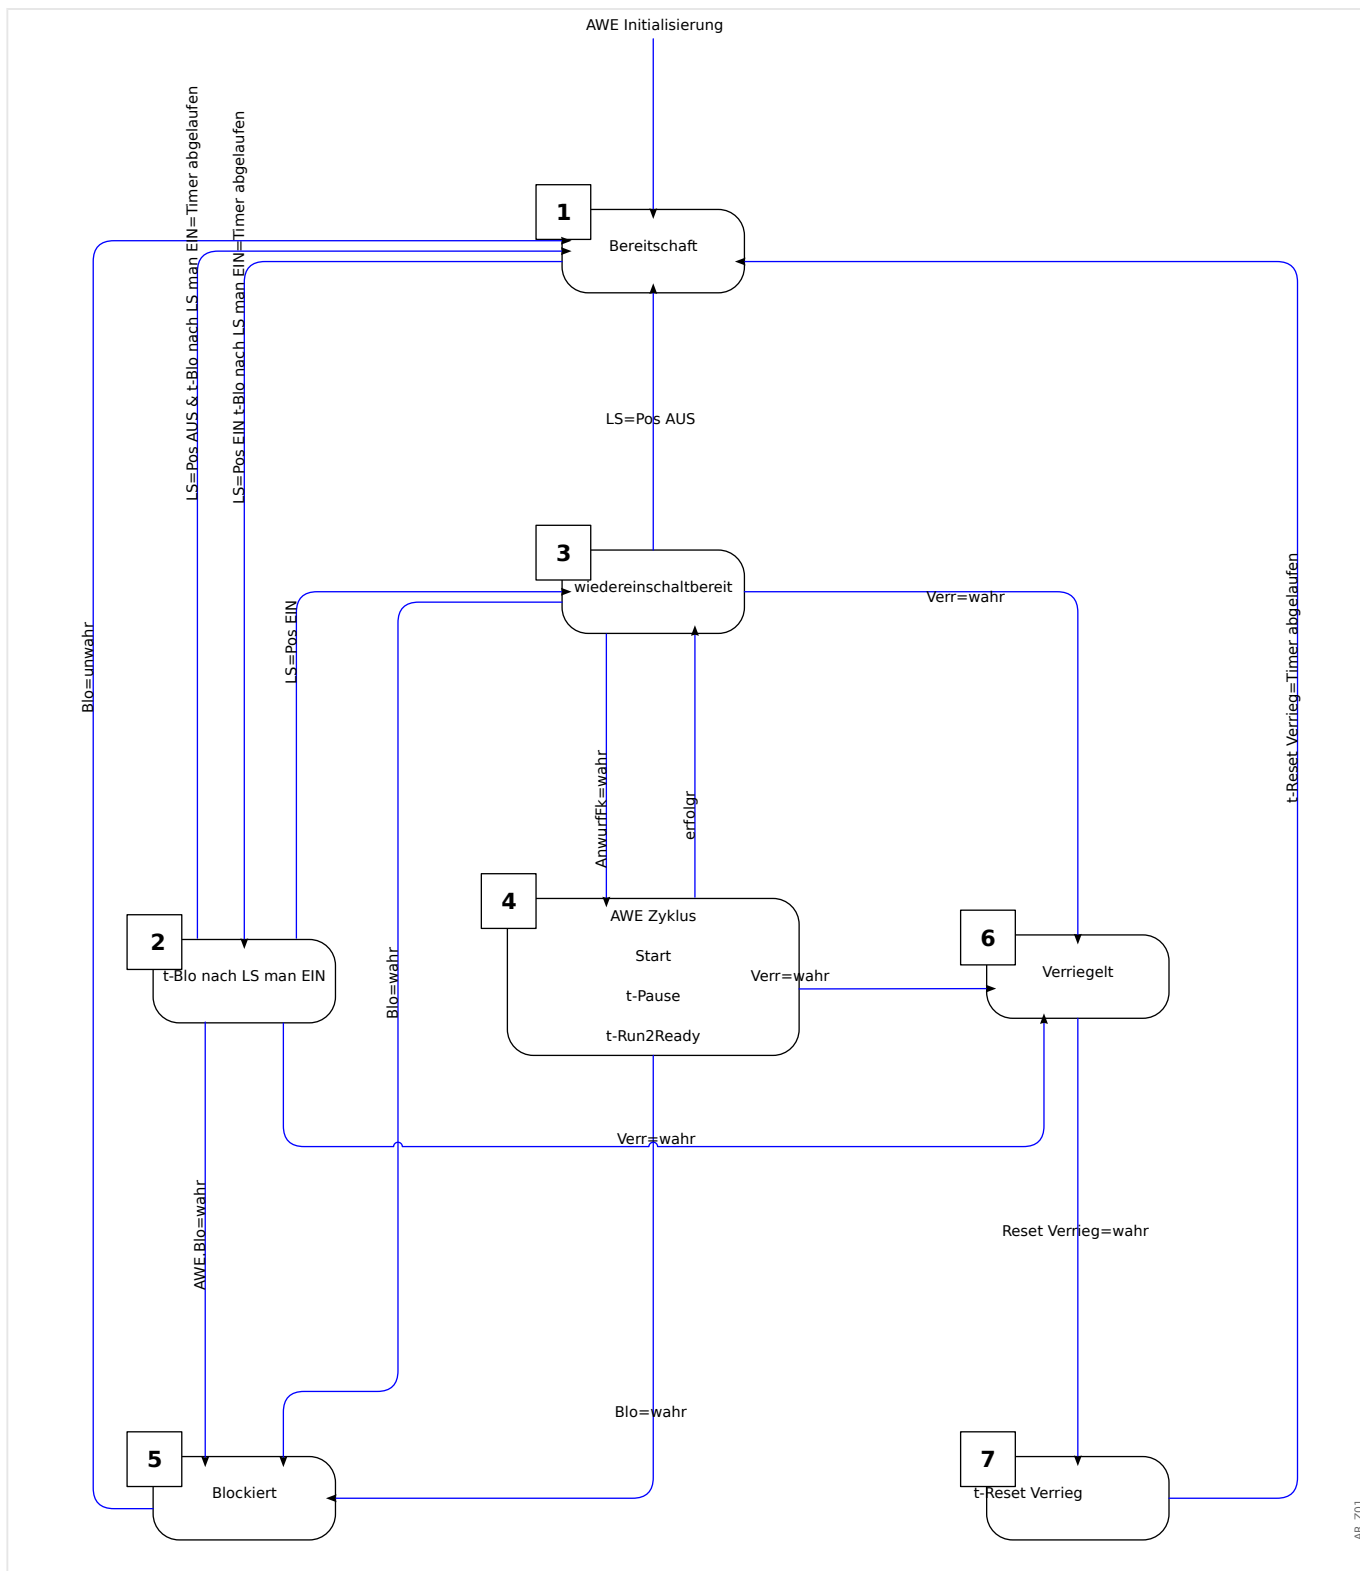 AWE Initialisierung
LS=Pos AUS & t-Blo nach LS man EIN=Timer abgelaufen
LS=Pos EIN t-Blo nach LS man EIN=Timer abgelaufen
1
Bereitschaft
LS=Pos AUS
3
wiedereinschaltbereit
Verr=wahr
Blo=unwahr
LS=Pos EIN
t-Reset Verrieg=Timer abgelaufen
AnwurfFk=wahr
erfolgr
4
AWE Zyklus
Start
t-Pause
t-Run2Ready
Verr=wahr
2
t-Blo nach LS man EIN
Blo=wahr
6
Verriegelt
Verr=wahr
AWE.Blo=wahr
Reset Verrieg=wahr
Blo=wahr
5
Blockiert
7
t-Reset Verrieg
AR_Z01